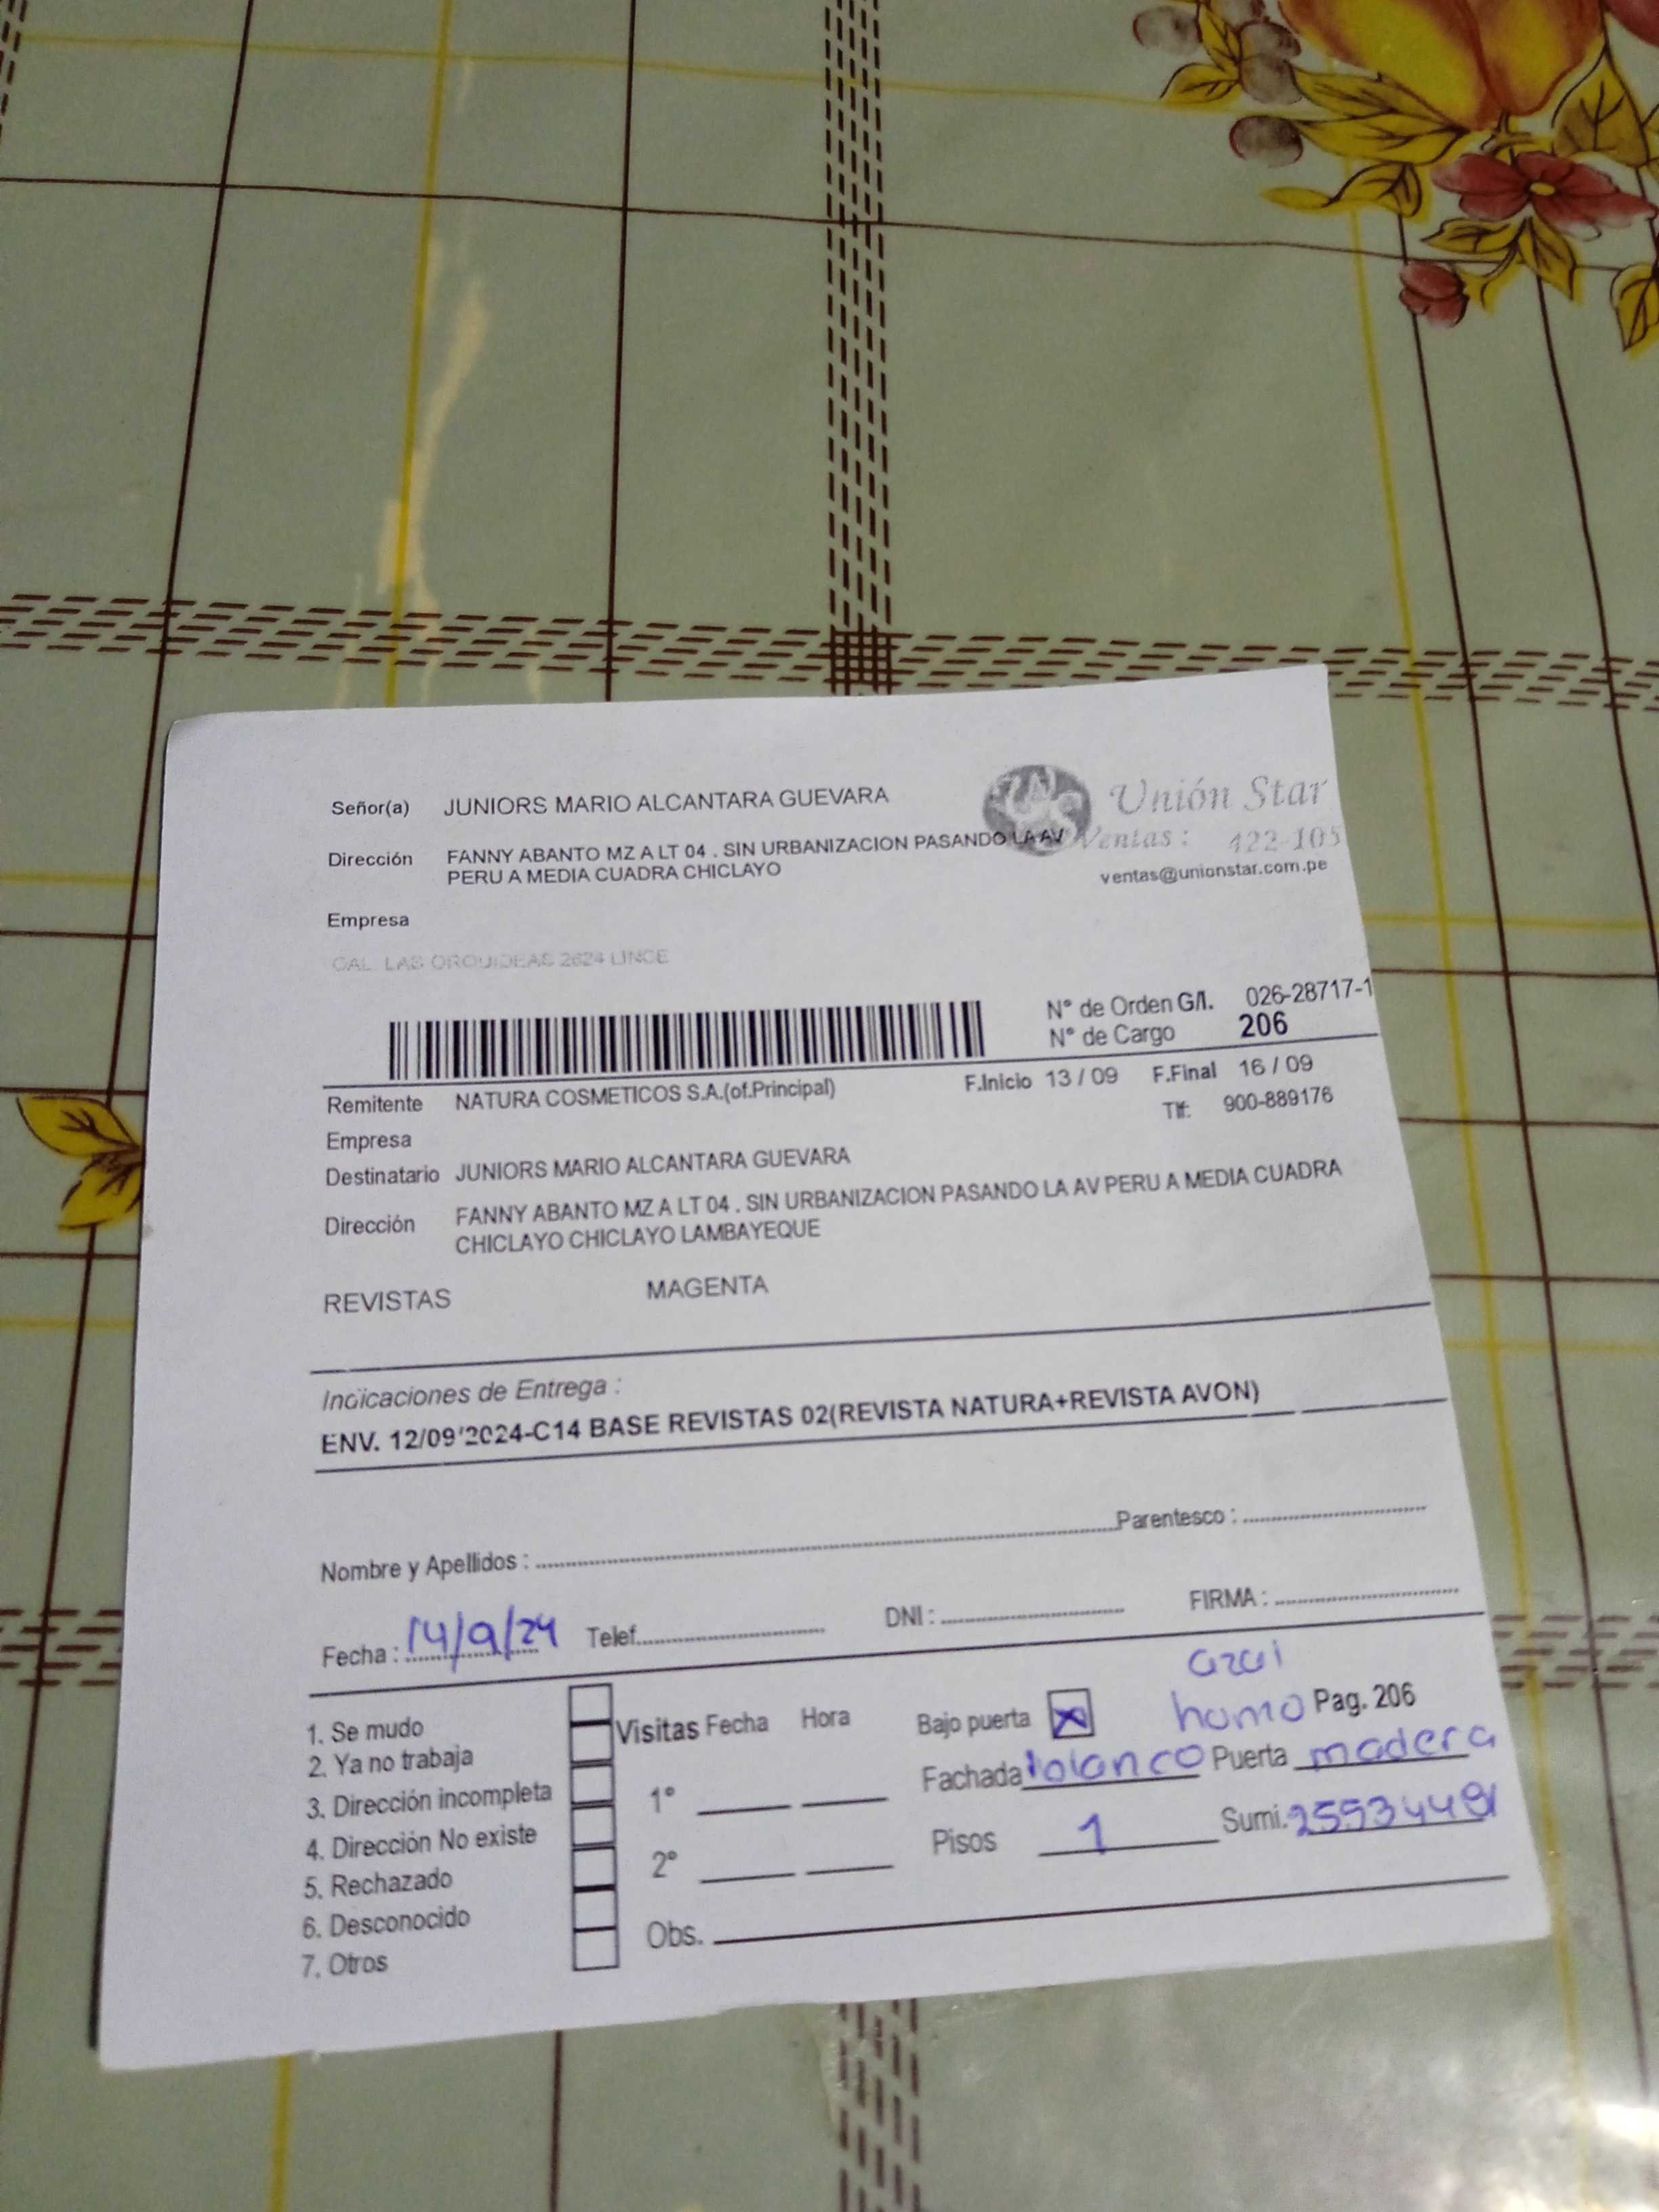 Señor(a) JUNIORS MARIO ALCANTARA GUEVARA
Unión Star
Dirección FANNY ABANTO MZ A LT 04 . SIN URBANIZACION PASANDO LA AV
PERU A MEDIA CUADRA CHICLAYO
Ventas : 422-105
ventas@unionstar.com.pe
Empresa
CAL. LAS ORQUIDEAS 2624 LINCE
N° de Orden G/I. 026-28717-1
N° de Cargo 206
Remitente NATURA COSMETICOS S.A.(of.Principal) F.Inicio 13 / 09 F.Final 16 / 09
Tlf: 900-889176
Empresa
Destinatario JUNIORS MARIO ALCANTARA GUEVARA
Dirección FANNY ABANTO MZ A LT 04 . SIN URBANIZACION PASANDO LA AV PERU A MEDIA CUADRA
CHICLAYO CHICLAYO LAMBAYEQUE
REVISTAS MAGENTA
Indicaciones de Entrega :
ENV. 12/09/2024-C14 BASE REVISTAS 02(REVISTA NATURA+REVISTA AVON)
Nombre y Apellidos : Parentesco :
Fecha : 14/9/24 Telef. DNI : FIRMA :
1. Se mudo
2. Ya no trabaja
3. Dirección incompleta
4. Dirección No existe
5. Rechazado
6. Desconocido
7. Otros
Visitas Fecha Hora
1°
2°
Obs.
Bajo puerta X
humo Pag. 206
Fachada blanco Puerta madera
Pisos 1 Sumi.